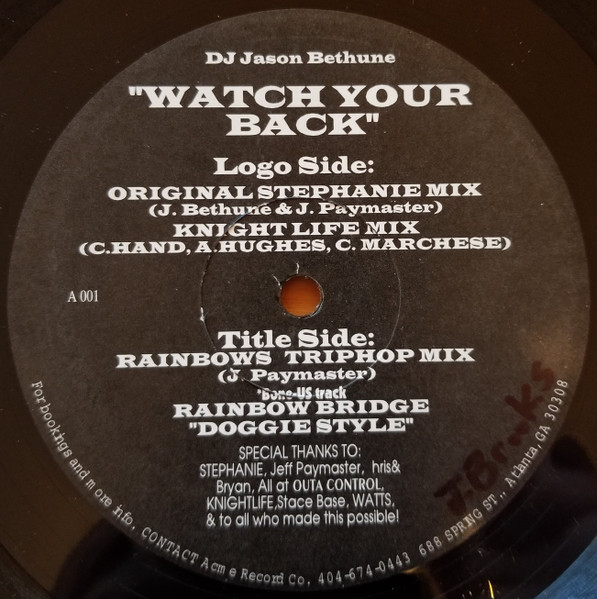 DJ Jason Bethune
"WATCH YOUR
BACK"
Logo Side:
ORIGINAL STEPHANIE MIX
(J. Bethune & J. Paymaster)
KNIGHT LIFE MIX
(C.HAND, A.HUGHES, C. MARCHESE)
A 001
Title Side:
RAINBOWS TRIPHOP MIX
(J. Paymaster)
"Bone-US track
RAINBOW BRIDGE
"DOGGIE STYLE"
SPECIAL THANKS TO:
STEPHANIE, Jeff Paymaster, hris&
Bryan, All at OUTA CONTROL,
KNIGHTLIFE,Stace Base, WATTS,
& to all who made this possible!
For bookings and more info. CONTACT Acme Record Co, 404-674-0443 688 SPRING ST., Atlanta, GA 30308
J. Brooks